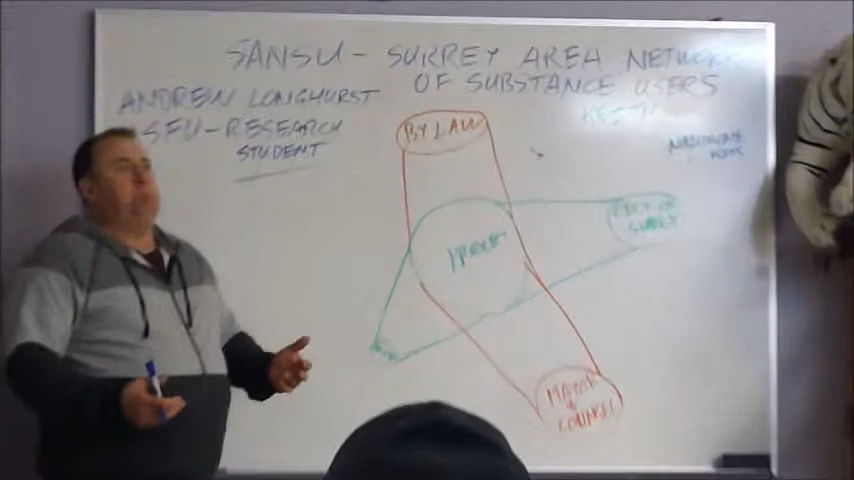 SANSU - SURREY AREA NETWORK
OF SUBSTANCE USERS
ANDREW LONGHURST
SFU - RESEARCH
STUDENT
KEITH
BY LAW
CITY OF
SURREY
MAYOR
+
COUNCIL